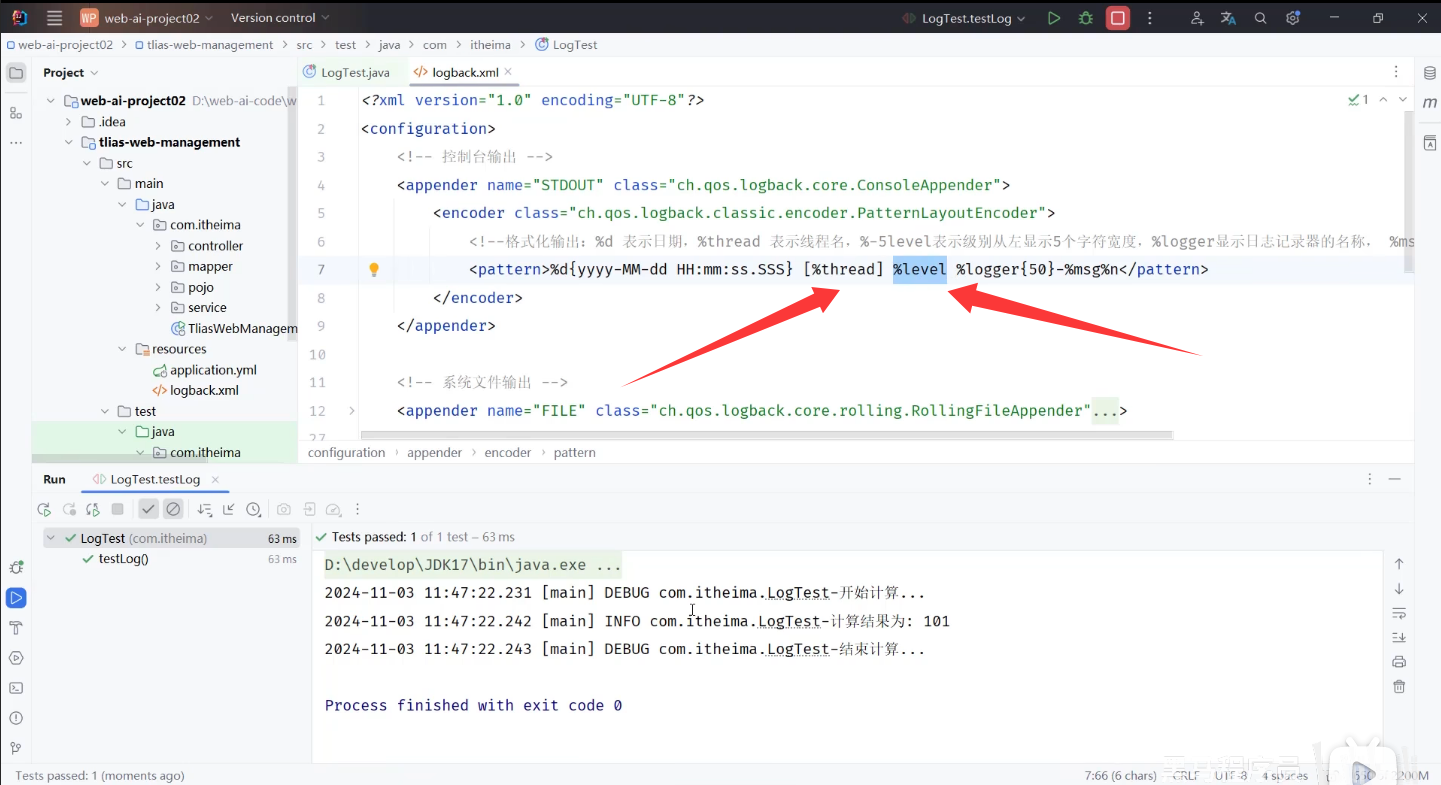 WP web-ai-project02 Version control LogTest.testLog
web-ai-project02 > tlias-web-management > src > test > java > com > itheima > LogTest
Project
LogTest.java logback.xml
web-ai-project02 D:\web-ai-code\w
.idea
tlias-web-management
src
main
java
com.itheima
controller
mapper
pojo
service
TliasWebManagem
resources
application.yml
logback.xml
test
java
com.itheima
1 <?xml version="1.0" encoding="UTF-8"?>
2 <configuration>
3 <!-- 控制台输出 -->
4 <appender name="STDOUT" class="ch.qos.logback.core.ConsoleAppender">
5 <encoder class="ch.qos.logback.classic.encoder.PatternLayoutEncoder">
6 <!--格式化输出：%d 表示日期，%thread 表示线程名，%-5level表示级别从左显示5个字符宽度，%logger显示日志记录器的名称， %ms
7 <pattern>%d{yyyy-MM-dd HH:mm:ss.SSS} [%thread] %level %logger{50}-%msg%n</pattern>
8 </encoder>
9 </appender>
10
11 <!-- 系统文件输出 -->
12 <appender name="FILE" class="ch.qos.logback.core.rolling.RollingFileAppender"...>
27
1
m
configuration > appender > encoder > pattern
Run LogTest.testLog
LogTest (com.itheima) 63 ms
testLog() 63 ms
Tests passed: 1 of 1 test – 63 ms
D:\develop\JDK17\bin\java.exe ...
2024-11-03 11:47:22.231 [main] DEBUG com.itheima.LogTest-开始计算...
2024-11-03 11:47:22.242 [main] INFO com.itheima.LogTest-计算结果为: 101
2024-11-03 11:47:22.243 [main] DEBUG com.itheima.LogTest-结束计算...
Process finished with exit code 0
Tests passed: 1 (moments ago)
7:66 (6 chars) CRLF UTF-8 4 spaces